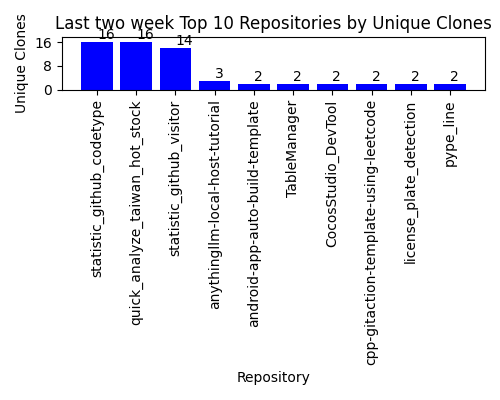 Last two week Top 10 Repositories by Unique Clones
Unique Clones
16
8
0
16
16
14
3
2
2
2
2
2
2
statistic_github_codetype
quick_analyze_taiwan_hot_stock
statistic_github_visitor
anythingllm-local-host-tutorial
android-app-auto-build-template
TableManager
CocosStudio_DevTool
cpp-gitaction-template-using-leetcode
license_plate_detection
pype_line
Repository